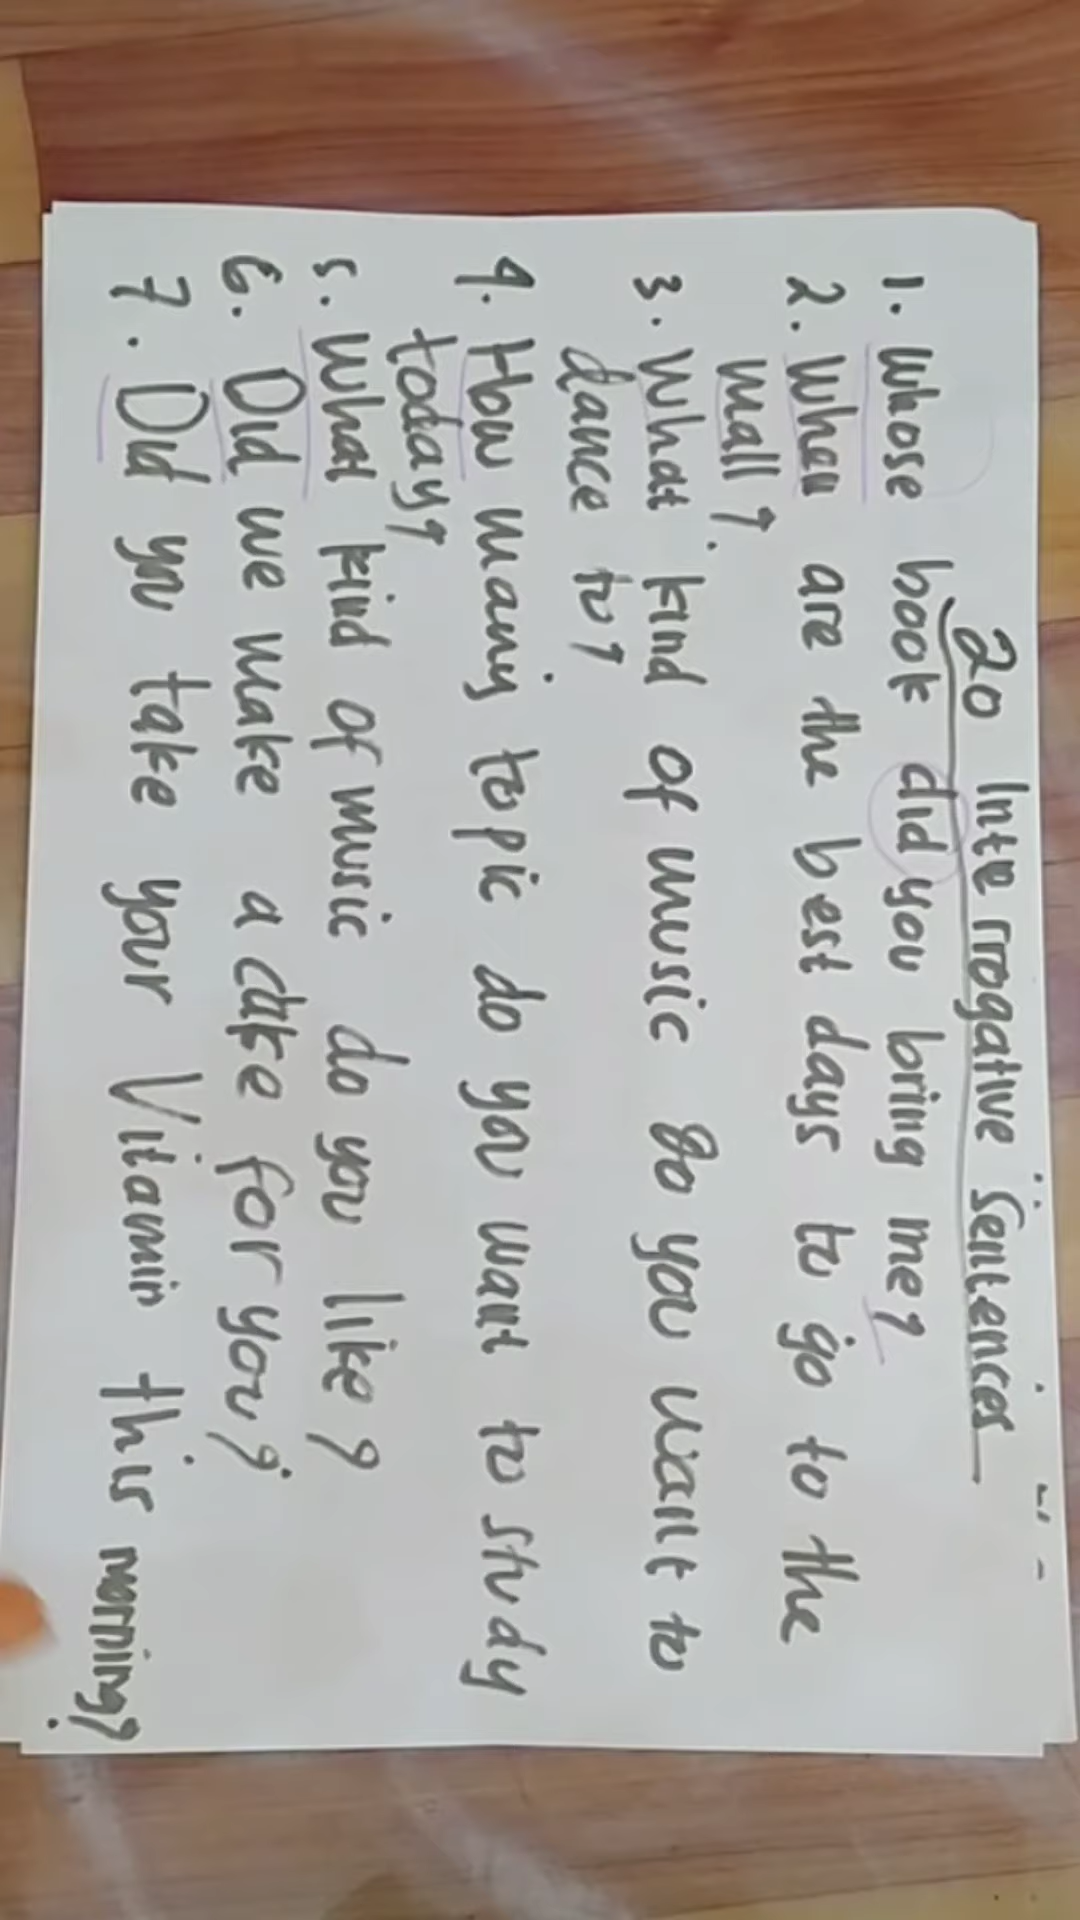 20 Interrogative Sentences
1. Whose book did you bring me?
2. When are the best days to go to the
mall?
3. What kind of music do you want to
dance to?
4. How many topic do you want to study
today?
5. What kind of music do you like?
6. Did we make a cake for you?
7. Did you take your Vitamin this morning?